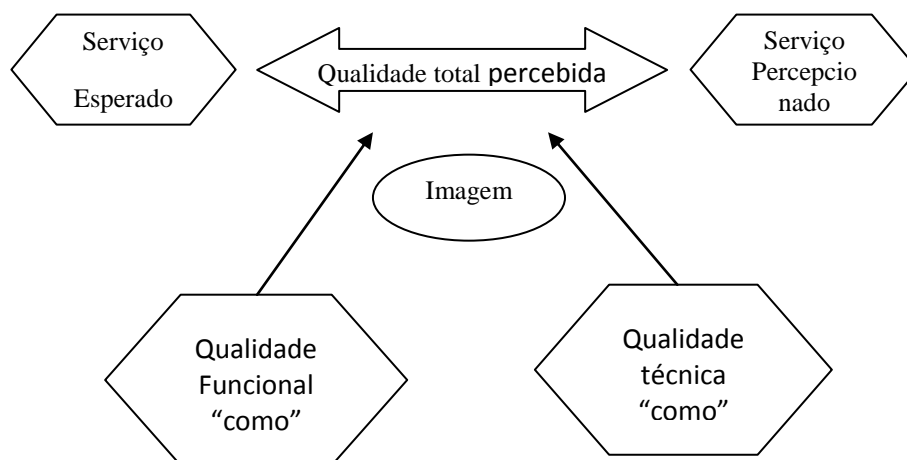 Serviço
Esperado
Qualidade total percebida
Serviço
Percepcio
nado
Imagem
Qualidade
Funcional
“como”
Qualidade
técnica
“como”